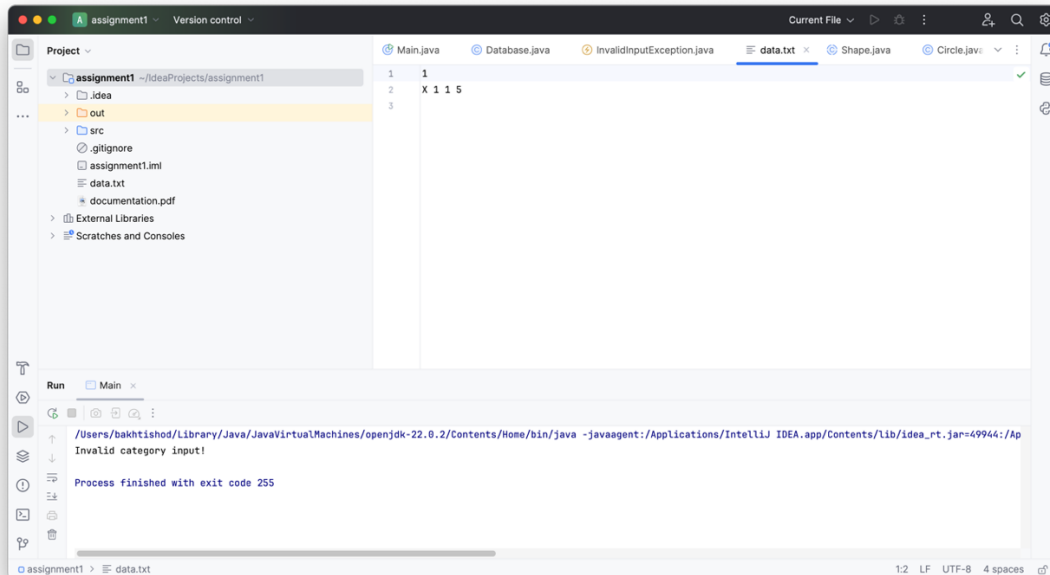 A assignment1 Version control Current File
Project
Main.java Database.java InvalidInputException.java data.txt Shape.java Circle.java
assignment1 ~/IdeaProjects/assignment1
.idea
out
src
.gitignore
assignment1.iml
data.txt
documentation.pdf
External Libraries
Scratches and Consoles
1 1
2 X 1 1 5
3
Run Main
/Users/bakhtishod/Library/Java/JavaVirtualMachines/openjdk-22.0.2/Contents/Home/bin/java -javaagent:/Applications/IntelliJ IDEA.app/Contents/lib/idea_rt.jar=49944:/Ap
Invalid category input!
Process finished with exit code 255
assignment1 > data.txt 1:2 LF UTF-8 4 spaces